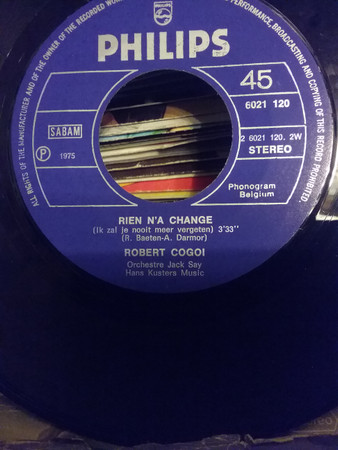 ALL RIGHTS OF THE MANUFACTURER AND OF THE OWNER OF THE RECORDED WORK
PERFORMANCE, BROADCASTING AND COPYING OF THIS RECORD PROHIBITED.
PHILIPS
45
6021 120
SABAM
2 6021 120. 2W
STEREO
P 1975
Phonogram
Belgium
RIEN N'A CHANGE
(Ik zal je nooit meer vergeten) 3'33"
(R. Baeten-A. Darmor)
ROBERT COGOI
Orchestre Jack Say
Hans Kusters Music